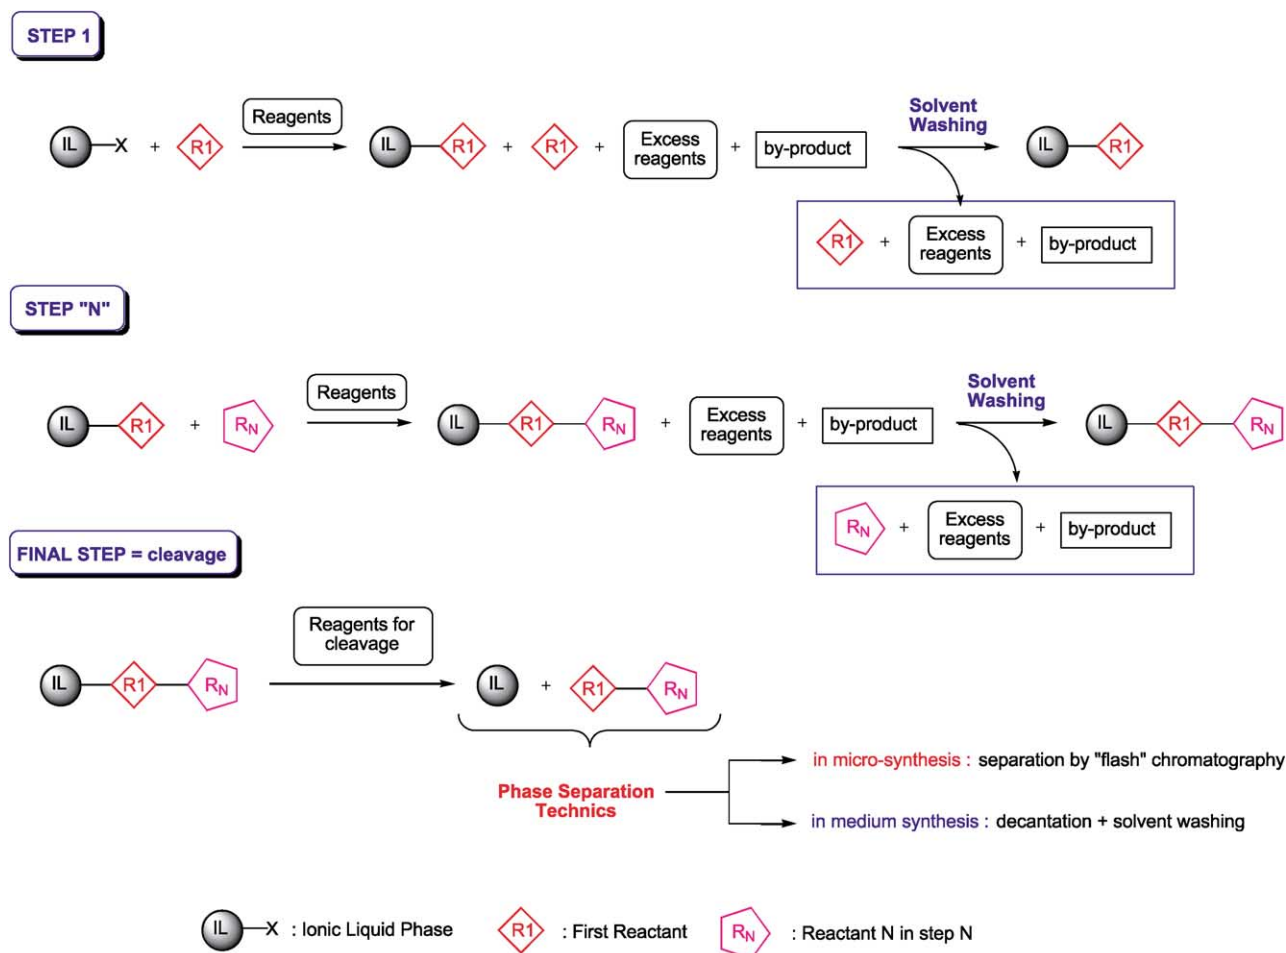 STEP 1
IL X + R1 Reagents IL R1 + R1 + Excess reagents + by-product Solvent Washing IL R1
R1 + Excess reagents + by-product
STEP "N"
IL R1 + RN Reagents IL R1 RN + Excess reagents + by-product Solvent Washing IL R1 RN
RN + Excess reagents + by-product
FINAL STEP = cleavage
IL R1 RN Reagents for cleavage IL + R1 RN
Phase Separation
Technics
in micro-synthesis : separation by "flash" chromatography
in medium synthesis : decantation + solvent washing
IL X : Ionic Liquid Phase R1 : First Reactant RN : Reactant N in step N